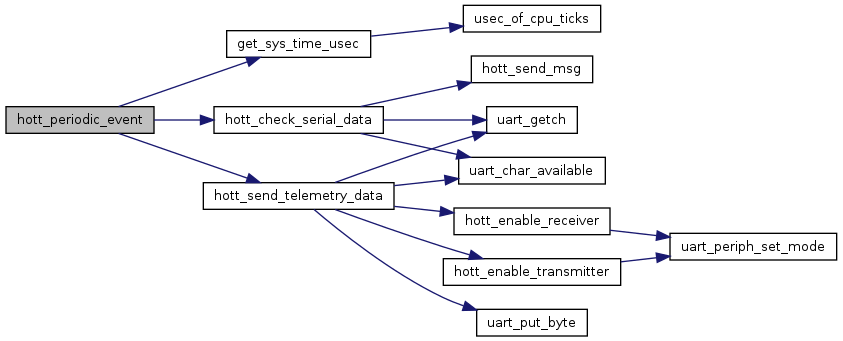 usec_of_cpu_ticks
get_sys_time_usec
hott_send_msg
hott_periodic_event
hott_check_serial_data
uart_getch
uart_char_available
hott_send_telemetry_data
hott_enable_receiver
uart_periph_set_mode
hott_enable_transmitter
uart_put_byte